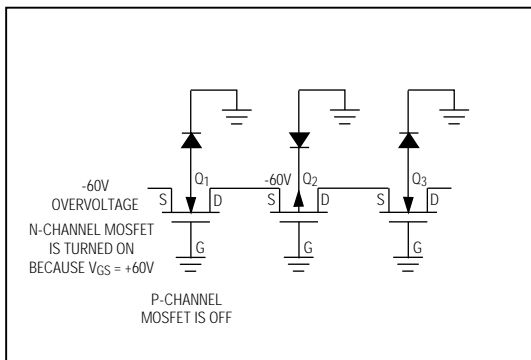 -60V
OVERVOLTAGE
-60V
Q1
Q2
Q3
S
D
S
D
S
D
N-CHANNEL MOSFET
IS TURNED ON
BECAUSE VGS = +60V
G
G
G
P-CHANNEL
MOSFET IS OFF